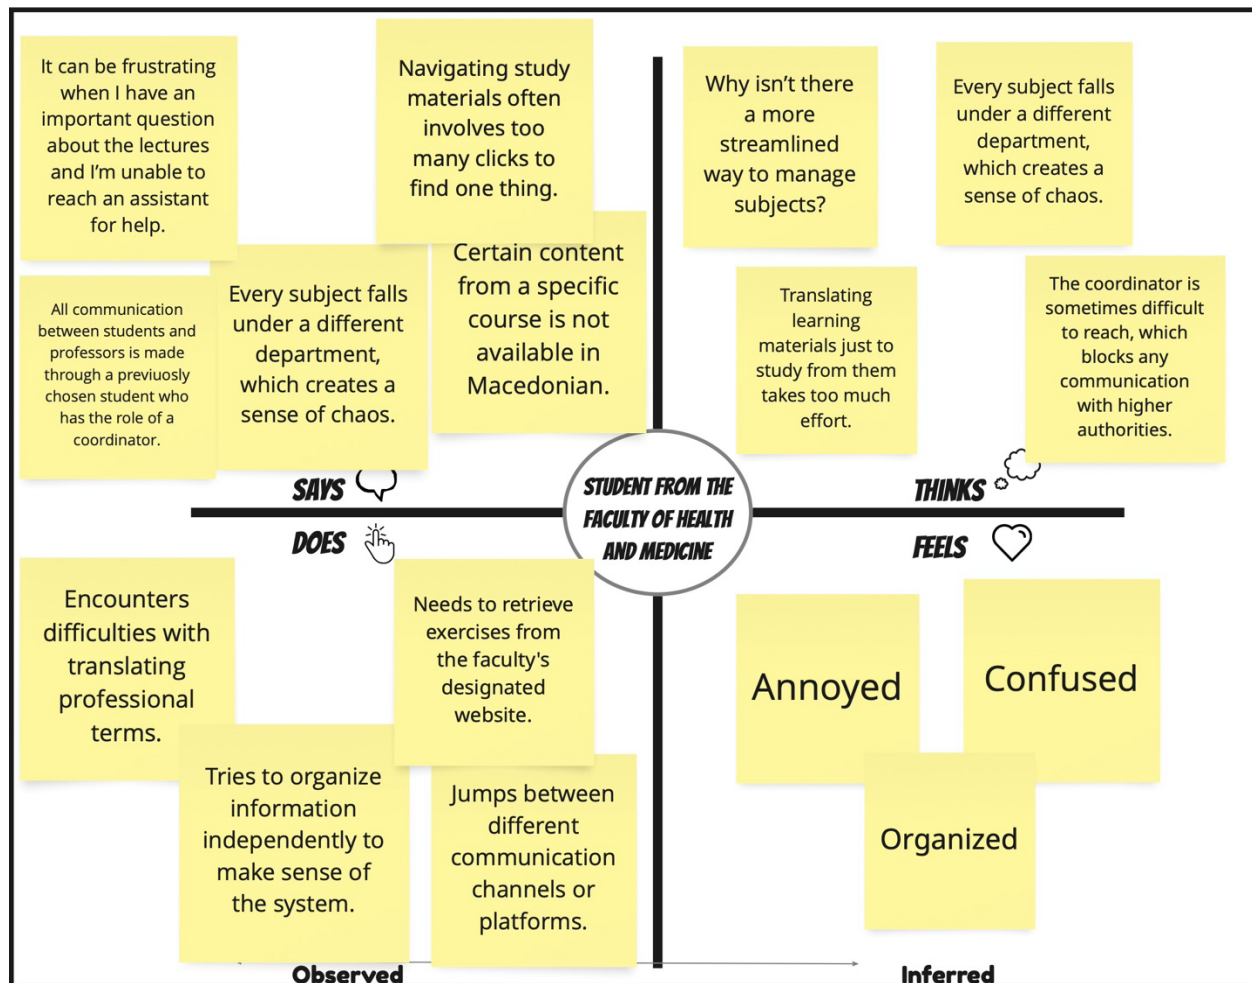 It can be frustrating
when I have an
important question
about the lectures
and I'm unable to
reach an assistant
for help.
Navigating study
materials often
involves too
many clicks to
find one thing.
All communication
between students and
professors is made
through a previuosly
chosen student who
has the role of a
coordinator.
Every subject falls
under a different
department,
which creates a
sense of chaos.
Certain content
from a specific
course is not
available in
Macedonian.
SAYS
Why isn't there
a more
streamlined
way to manage
subjects?
Every subject falls
under a different
department,
which creates a
sense of chaos.
Translating
learning
materials just to
study from them
takes too much
effort.
The coordinator is
sometimes difficult
to reach, which
blocks any
communication
with higher
authorities.
THINKS
STUDENT FROM THE
FACULTY OF HEALTH
AND MEDICINE
DOES
Encounters
difficulties with
translating
professional
terms.
Needs to retrieve
exercises from
the faculty's
designated
website.
Tries to organize
information
independently to
make sense of
the system.
Jumps between
different
communication
channels or
platforms.
FEELS
Annoyed
Confused
Organized
Observed
Inferred